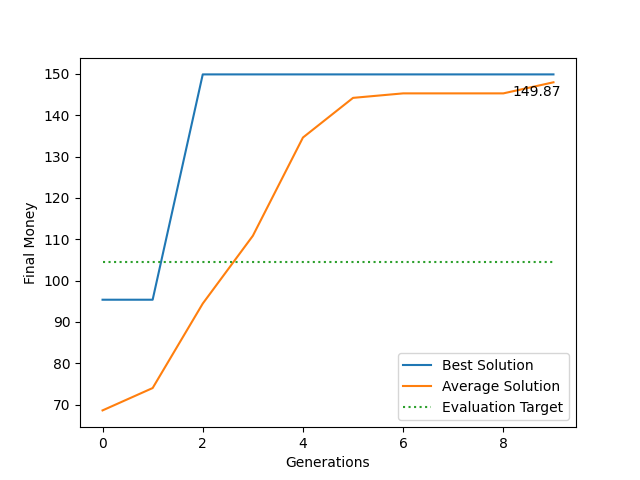 150
140
130
120
110
100
90
80
70
Final Money
149.87
Best Solution
Average Solution
Evaluation Target
0 2 4 6 8
Generations